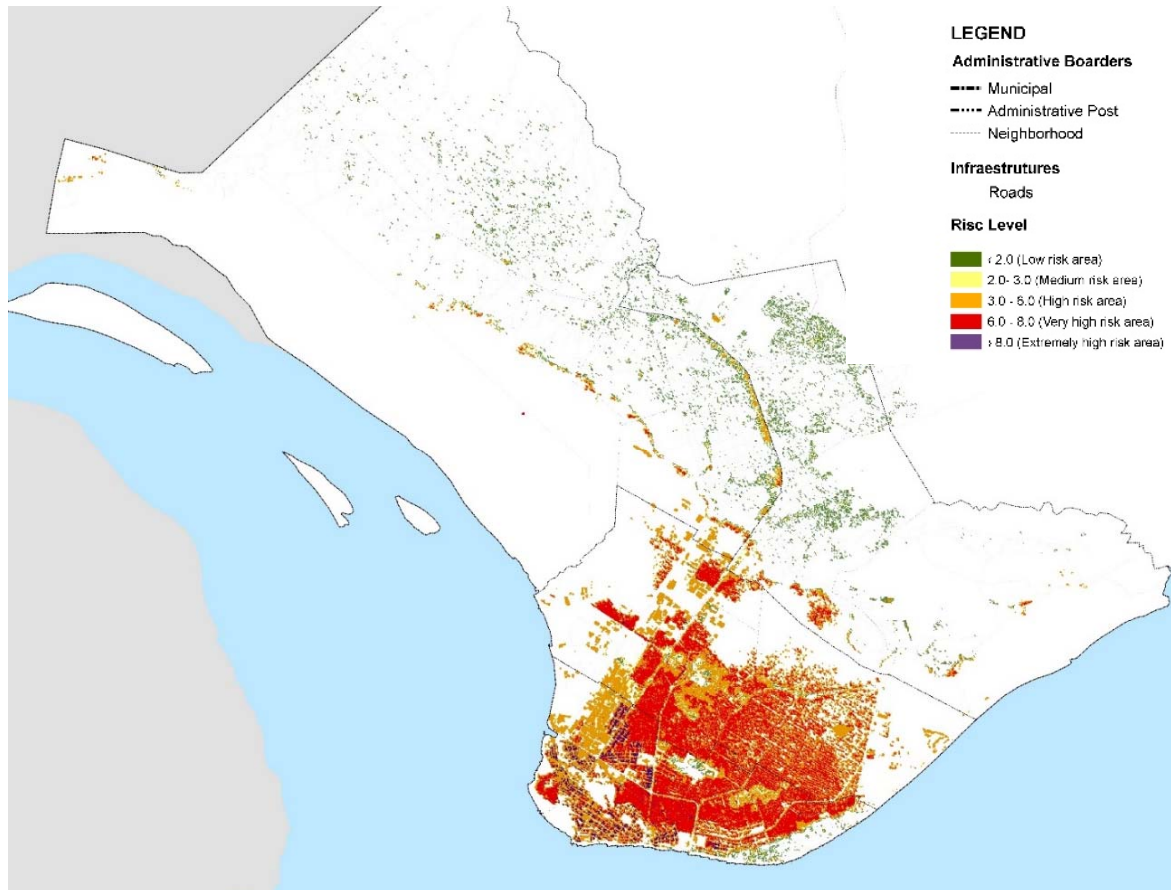 LEGEND
Administrative Boarders
Municipal
Administrative Post
Neighborhood
Infraestrutures
Roads
Risc Level
‹ 2.0 (Low risk area)
2.0- 3.0 (Medium risk area)
3.0 - 6.0 (High risk area)
6.0 - 8.0 (Very high risk area)
› 8.0 (Extremely high risk area)